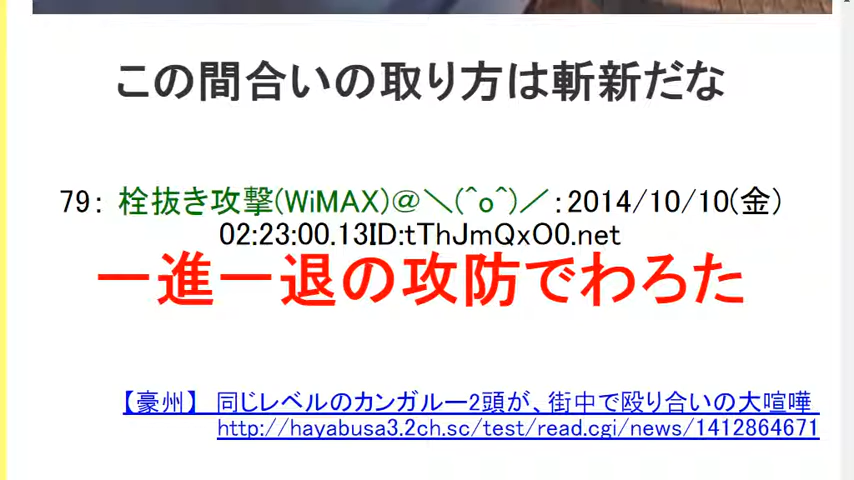 この間合いの取り方は斬新だな
79: 栓抜き攻撃(WiMAX)@＼(^o^)／:2014/10/10(金)
02:23:00.13ID:tThJmQxO0.net
一進一退の攻防でわろた
【豪州】 同じレベルのカンガルー2頭が、街中で殴り合いの大喧嘩
http://hayabusa3.2ch.sc/test/read.cgi/news/1412864671